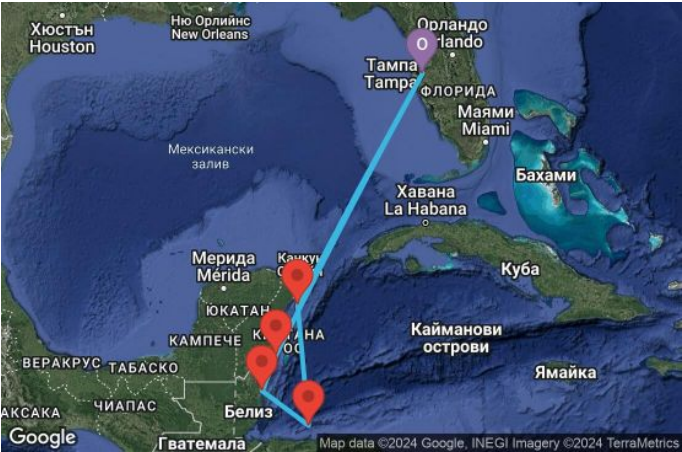 Хюстън
Houston
Ню Орлийнс
New Orleans
Орландо
rlando
O
Тампа
Tampa
ФЛОРИДА
Маями
Miami
Мексикански
залив
Бахами
Хавана
La Habana
Мерида
Mérida
Канкун
Куба
ЮКАТАН
КАМПЕЧЕ
ВЕРАКРУС
ТАБАСКО
Кайманови
острови
Ямайка
АКСАКА
ЧИАПАС
Белиз
Гватемала
Google
Map data ©2024 Google, INEGI Imagery ©2024 TerraMetrics